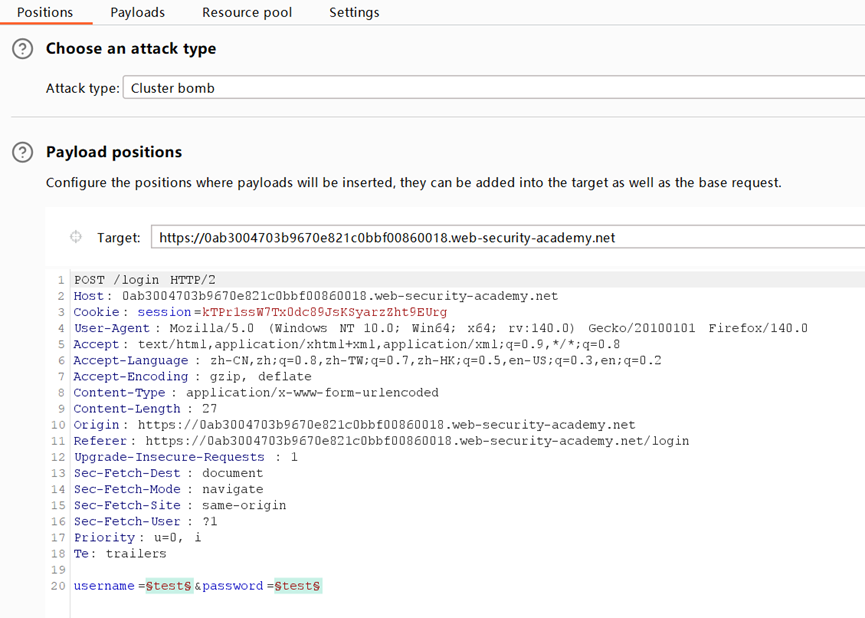 Positions Payloads Resource pool Settings
? Choose an attack type
Attack type: Cluster bomb
? Payload positions
Configure the positions where payloads will be inserted, they can be added into the target as well as the base request.
Target: https://0ab3004703b9670e821c0bbf00860018.web-security-academy.net
1 POST /login HTTP/2
2 Host: 0ab3004703b9670e821c0bbf00860018.web-security-academy.net
3 Cookie: session=kTPr1ssW7Tx0dc89JsKSyarzZht9EUrg
4 User-Agent: Mozilla/5.0 (Windows NT 10.0; Win64; x64; rv:140.0) Gecko/20100101 Firefox/140.0
5 Accept: text/html,application/xhtml+xml,application/xml;q=0.9,*/*;q=0.8
6 Accept-Language: zh-CN,zh;q=0.8,zh-TW;q=0.7,zh-HK;q=0.5,en-US;q=0.3,en;q=0.2
7 Accept-Encoding: gzip, deflate
8 Content-Type: application/x-www-form-urlencoded
9 Content-Length: 27
10 Origin: https://0ab3004703b9670e821c0bbf00860018.web-security-academy.net
11 Referer: https://0ab3004703b9670e821c0bbf00860018.web-security-academy.net/login
12 Upgrade-Insecure-Requests: 1
13 Sec-Fetch-Dest: document
14 Sec-Fetch-Mode: navigate
15 Sec-Fetch-Site: same-origin
16 Sec-Fetch-User: ?1
17 Priority: u=0, i
18 Te: trailers
19
20 username=§test§&password=§test§